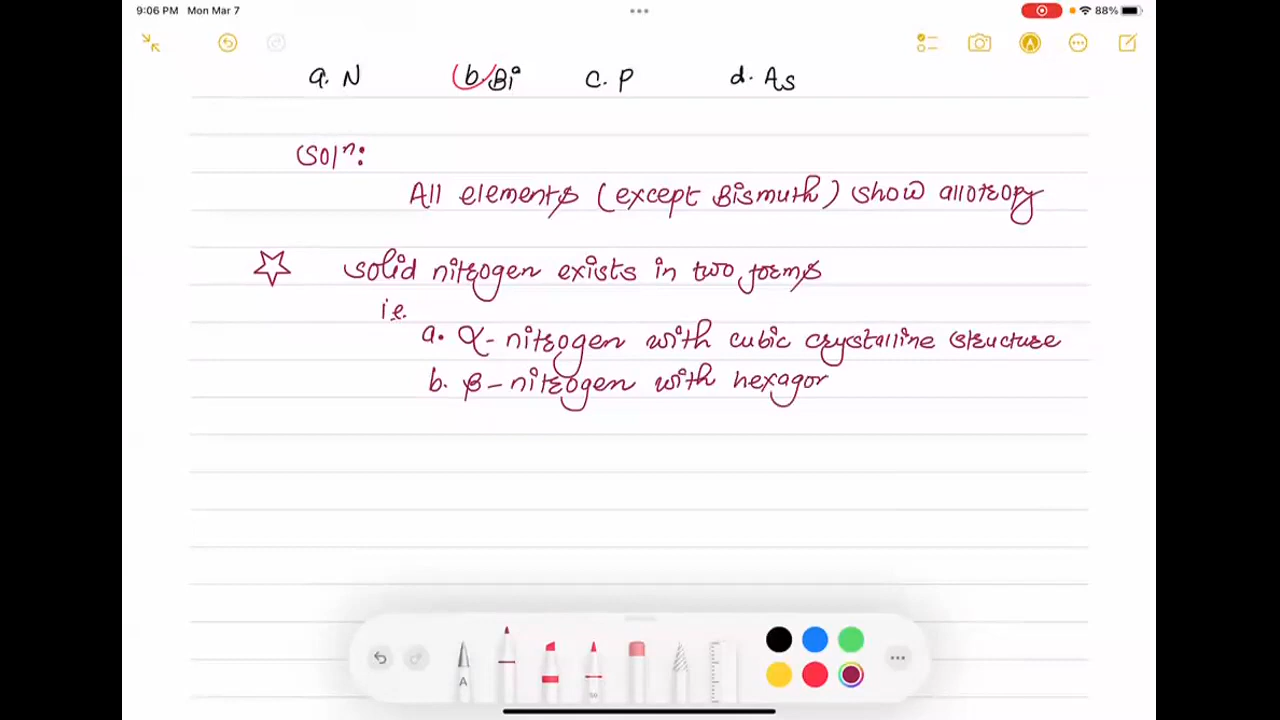 9:06 PM Mon Mar 7
88%
a. N b. Bi c. P d. As
Solⁿ:
All elements (except Bismuth) show allotropy
solid nitrogen exists in two forms
i.e.
a. α- nitrogen with cubic crystalline structure
b. β- nitrogen with hexagon
A
50